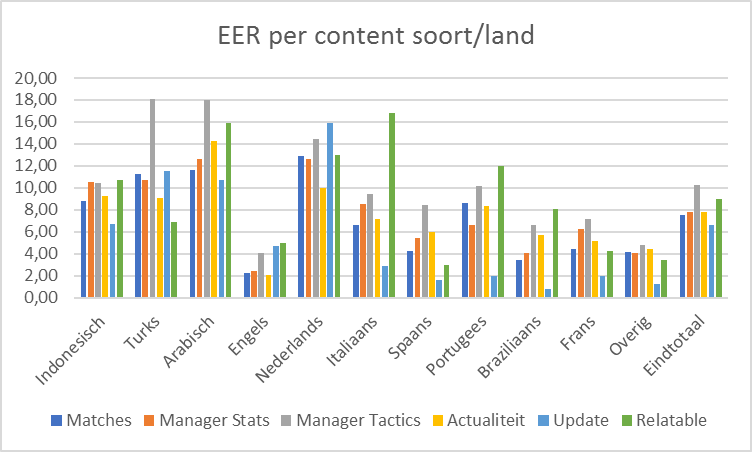 EER per content soort/land
20,00
18,00
16,00
14,00
12,00
10,00
8,00
6,00
4,00
2,00
0,00
Indonesisch
Turks
Arabisch
Engels
Nederlands
Italiaans
Spaans
Portugees
Braziliaans
Frans
Overig
Eindtotaal
Matches Manager Stats Manager Tactics Actualiteit Update Relatable